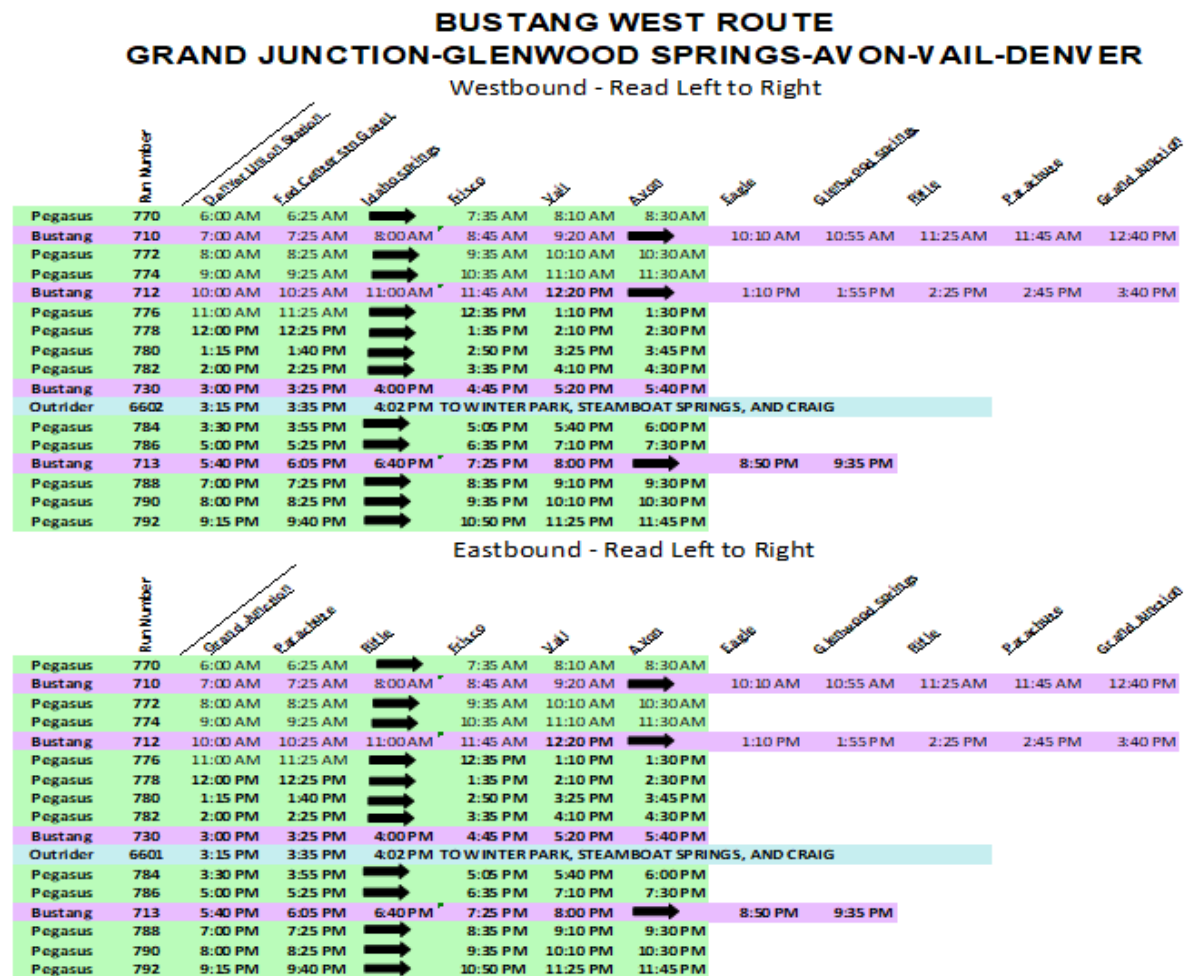 BUSTANG WEST ROUTE
GRAND JUNCTION-GLENWOOD SPRINGS-AVON-VAIL-DENVER
Westbound - Read Left to Right
Run Number Denver Union Station Fed Center Stn Gate L Idaho springs Frisco Vail Avon Eagle Glenwood Springs Rifle Parachute Grand Junction
Pegasus 770 6:00 AM 6:25 AM 7:35 AM 8:10 AM 8:30 AM
Bustang 710 7:00 AM 7:25 AM 8:00 AM 8:45 AM 9:20 AM 10:10 AM 10:55 AM 11:25 AM 11:45 AM 12:40 PM
Pegasus 772 8:00 AM 8:25 AM 9:35 AM 10:10 AM 10:30 AM
Pegasus 774 9:00 AM 9:25 AM 10:35 AM 11:10 AM 11:30 AM
Bustang 712 10:00 AM 10:25 AM 11:00 AM 11:45 AM 12:20 PM 1:10 PM 1:55 PM 2:25 PM 2:45 PM 3:40 PM
Pegasus 776 11:00 AM 11:25 AM 12:35 PM 1:10 PM 1:30 PM
Pegasus 778 12:00 PM 12:25 PM 1:35 PM 2:10 PM 2:30 PM
Pegasus 780 1:15 PM 1:40 PM 2:50 PM 3:25 PM 3:45 PM
Pegasus 782 2:00 PM 2:25 PM 3:35 PM 4:10 PM 4:30 PM
Bustang 730 3:00 PM 3:25 PM 4:00 PM 4:45 PM 5:20 PM 5:40 PM
Outrider 6602 3:15 PM 3:35 PM 4:02 PM TO WINTER PARK, STEAMBOAT SPRINGS, AND CRAIG
Pegasus 784 3:30 PM 3:55 PM 5:05 PM 5:40 PM 6:00 PM
Pegasus 786 5:00 PM 5:25 PM 6:35 PM 7:10 PM 7:30 PM
Bustang 713 5:40 PM 6:05 PM 6:40 PM 7:25 PM 8:00 PM 8:50 PM 9:35 PM
Pegasus 788 7:00 PM 7:25 PM 8:35 PM 9:10 PM 9:30 PM
Pegasus 790 8:00 PM 8:25 PM 9:35 PM 10:10 PM 10:30 PM
Pegasus 792 9:15 PM 9:40 PM 10:50 PM 11:25 PM 11:45 PM
Eastbound - Read Left to Right
Run Number Grand Junction Parachute Rifle Frisco Vail Avon Eagle Glenwood Springs Rifle Parachute Grand Junction
Pegasus 770 6:00 AM 6:25 AM 7:35 AM 8:10 AM 8:30 AM
Bustang 710 7:00 AM 7:25 AM 8:00 AM 8:45 AM 9:20 AM 10:10 AM 10:55 AM 11:25 AM 11:45 AM 12:40 PM
Pegasus 772 8:00 AM 8:25 AM 9:35 AM 10:10 AM 10:30 AM
Pegasus 774 9:00 AM 9:25 AM 10:35 AM 11:10 AM 11:30 AM
Bustang 712 10:00 AM 10:25 AM 11:00 AM 11:45 AM 12:20 PM 1:10 PM 1:55 PM 2:25 PM 2:45 PM 3:40 PM
Pegasus 776 11:00 AM 11:25 AM 12:35 PM 1:10 PM 1:30 PM
Pegasus 778 12:00 PM 12:25 PM 1:35 PM 2:10 PM 2:30 PM
Pegasus 780 1:15 PM 1:40 PM 2:50 PM 3:25 PM 3:45 PM
Pegasus 782 2:00 PM 2:25 PM 3:35 PM 4:10 PM 4:30 PM
Bustang 730 3:00 PM 3:25 PM 4:00 PM 4:45 PM 5:20 PM 5:40 PM
Outrider 6601 3:15 PM 3:35 PM 4:02 PM TO WINTER PARK, STEAMBOAT SPRINGS, AND CRAIG
Pegasus 784 3:30 PM 3:55 PM 5:05 PM 5:40 PM 6:00 PM
Pegasus 786 5:00 PM 5:25 PM 6:35 PM 7:10 PM 7:30 PM
Bustang 713 5:40 PM 6:05 PM 6:40 PM 7:25 PM 8:00 PM 8:50 PM 9:35 PM
Pegasus 788 7:00 PM 7:25 PM 8:35 PM 9:10 PM 9:30 PM
Pegasus 790 8:00 PM 8:25 PM 9:35 PM 10:10 PM 10:30 PM
Pegasus 792 9:15 PM 9:40 PM 10:50 PM 11:25 PM 11:45 PM